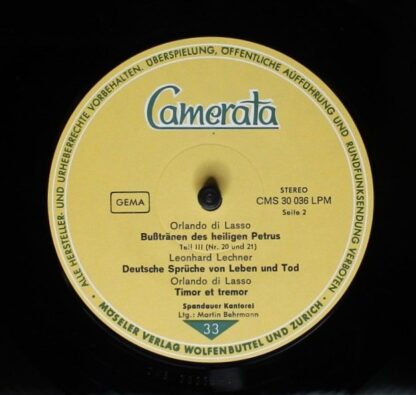 ALLE HERSTELLER- UND URHEBERRECHTE VORBEHALTEN. ÜBERSPIELUNG, ÖFFENTLICHE AUFFÜHRUNG UND RUNDFUNKSENDUNG VERBOTEN
Camerata
GEMA
STEREO
CMS 30 036 LPM
Seite 2
Orlando di Lasso
Bußtränen des heiligen Petrus
Teil III (Nr. 20 und 21)
Leonhard Lechner
Deutsche Sprüche von Leben und Tod
Orlando di Lasso
Timor et tremor
Spandauer Kantorei
Ltg.: Martin Behrmann
33
MÖSELER VERLAG WOLFENBÜTTEL UND ZÜRICH